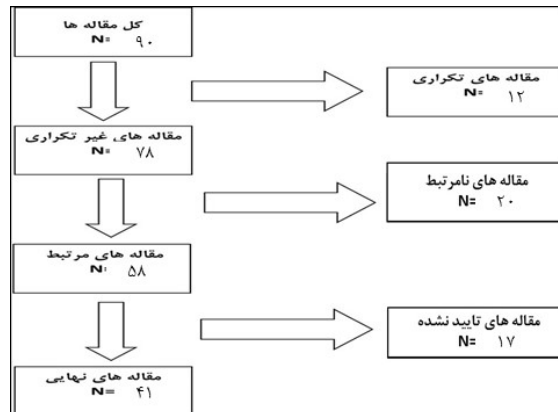 کل مقاله ها
N= ۹۰
مقاله های تکراری
N= ۱۲
مقاله های غیر تکراری
N= ۷۸
مقاله های نامرتبط
N= ۲۰
مقاله های مرتبط
N= ۵۸
مقاله های تایید نشده
N= ۱۷
مقاله های نهایی
N= ۴۱